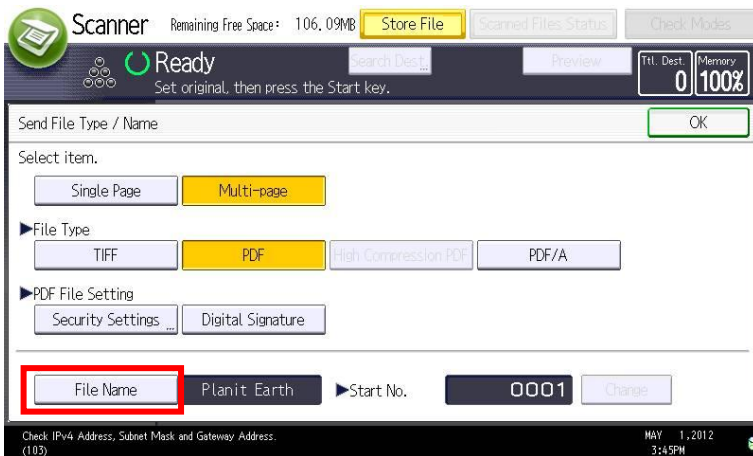 Scanner Remaining Free Space: 106.09MB Store File Scanned Files Status Check Modes
Ready Search Dest. Preview Ttl. Dest. Memory
Set original, then press the Start key. 0 100%
Send File Type / Name OK
Select item.
Single Page Multi-page
▶File Type
TIFF PDF High Compression PDF PDF/A
▶PDF File Setting
Security Settings Digital Signature
File Name Planit Earth ▶Start No. 0001 Change
Check IPv4 Address, Subnet Mask and Gateway Address. MAY 1,2012
(103) 3:45PM